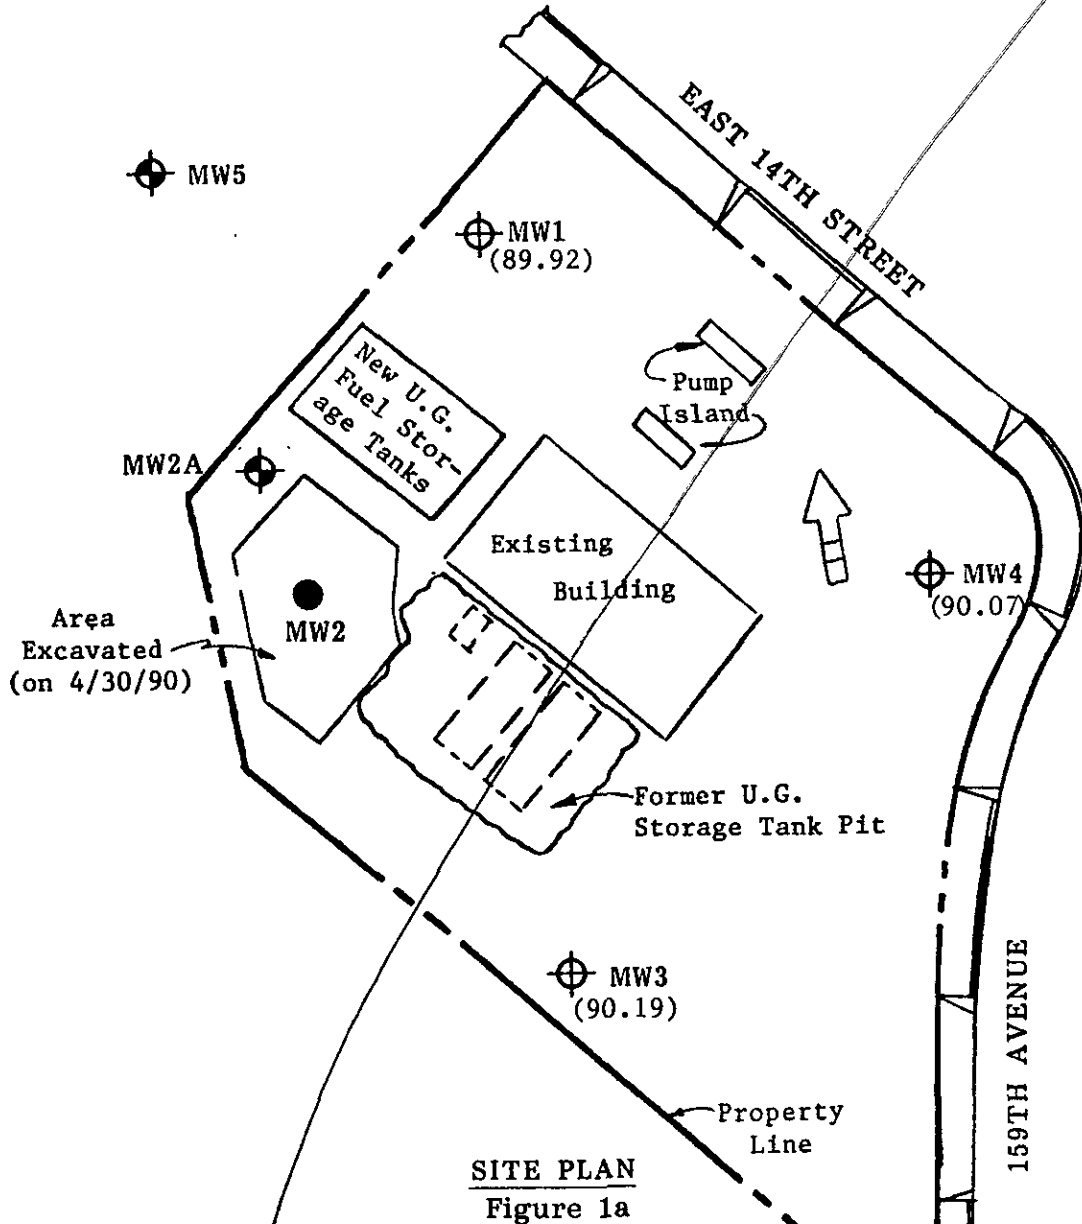 EAST 14TH STREET
MW5
MW1
(89.92)
New U.G.
Fuel Stor-
age Tanks
Pump
Island
MW2A
Existing
Building
MW4
(90.07)
MW2
Area
Excavated
(on 4/30/90)
Former U.G.
Storage Tank Pit
MW3
(90.19)
159TH AVENUE
Property
Line
SITE PLAN
Figure 1a